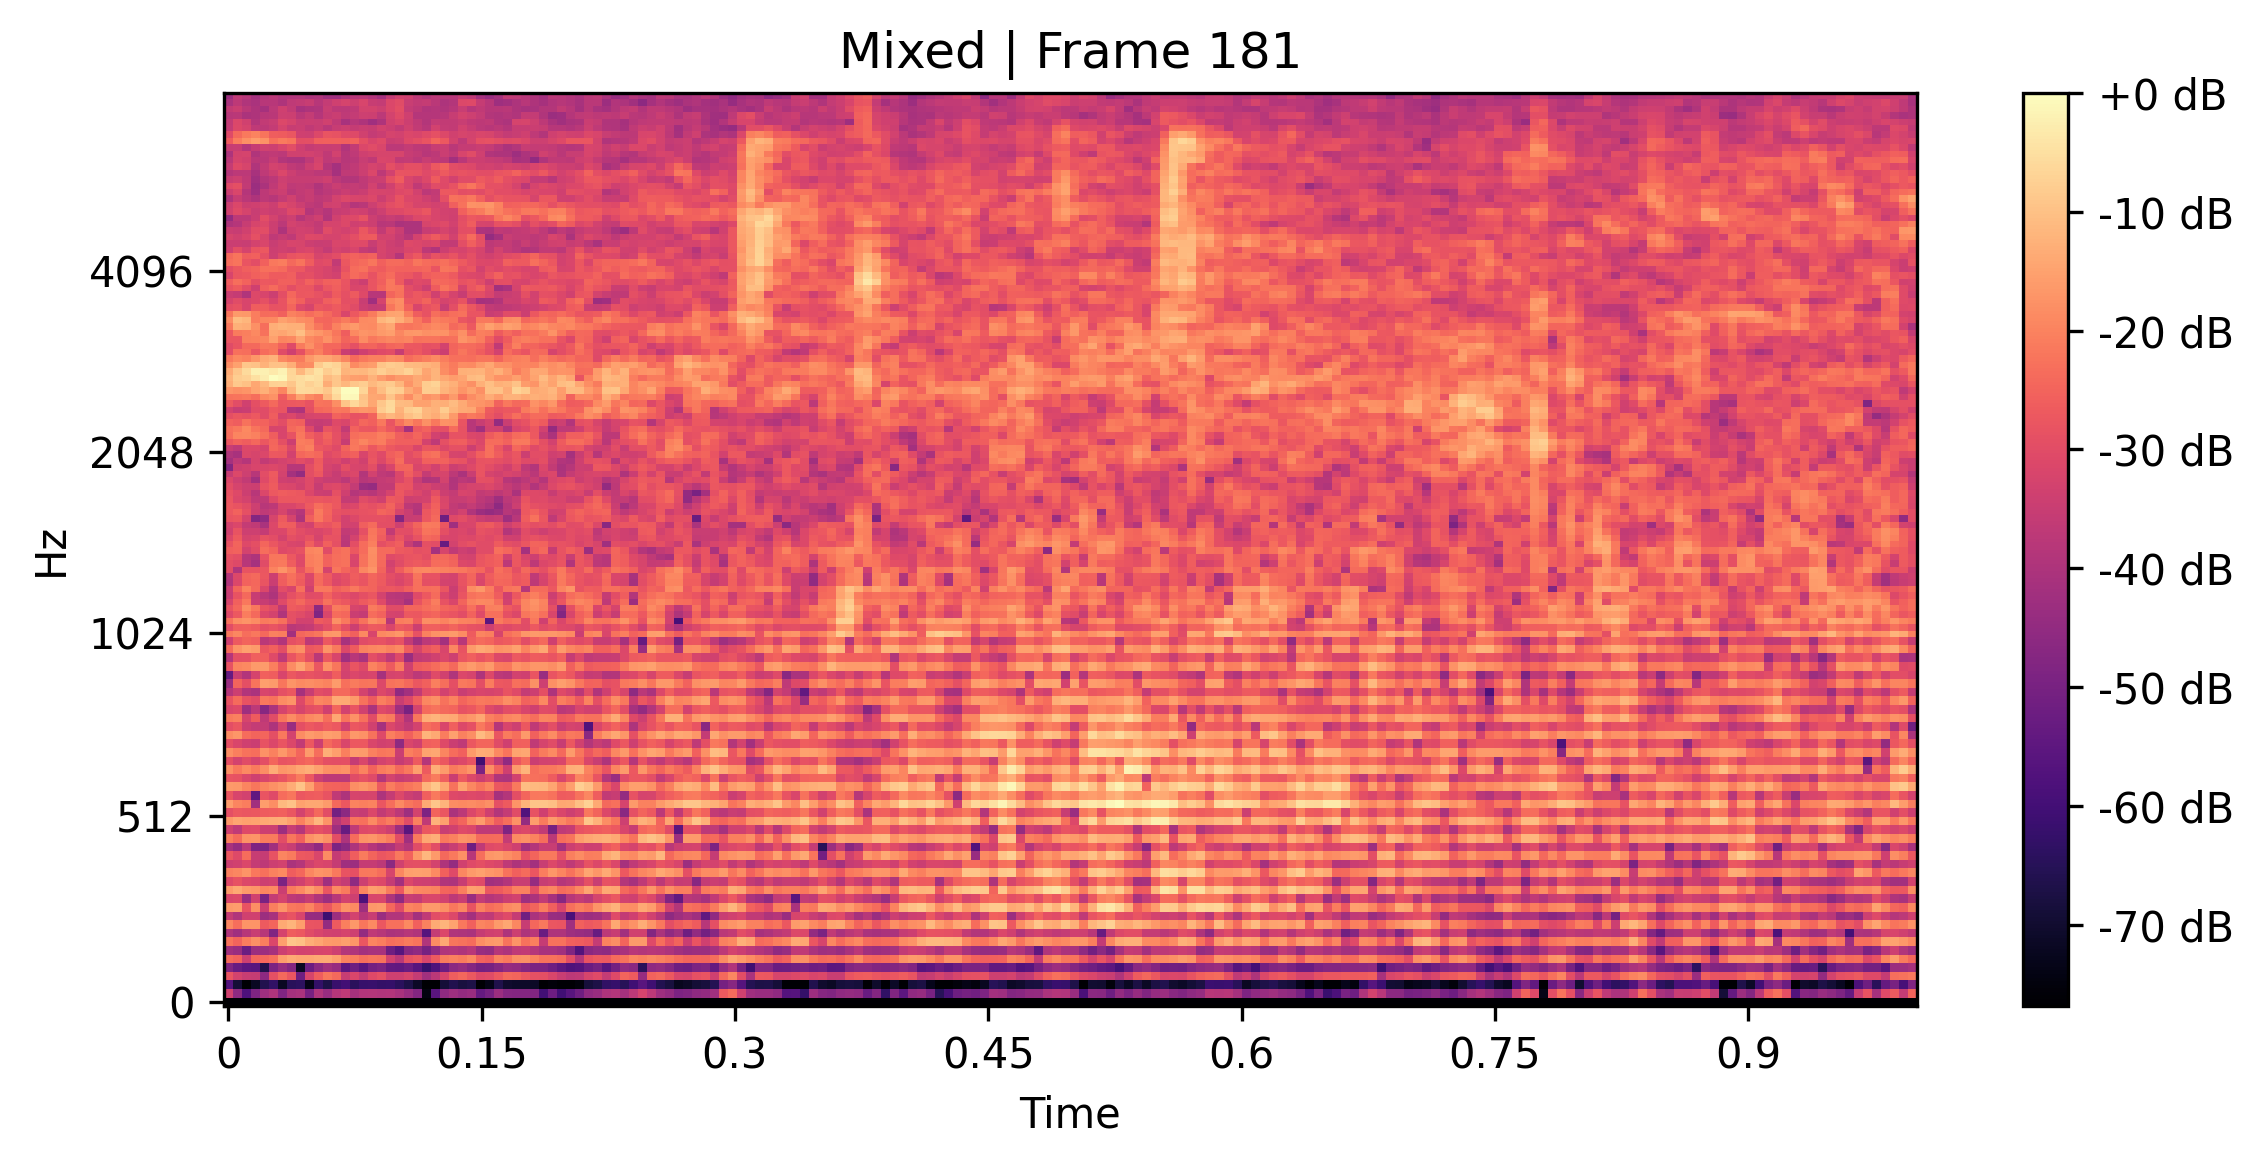 Mixed | Frame 181
+0 dB
-10 dB
-20 dB
-30 dB
-40 dB
-50 dB
-60 dB
-70 dB
4096
2048
1024
512
0
Hz
0 0.15 0.3 0.45 0.6 0.75 0.9
Time